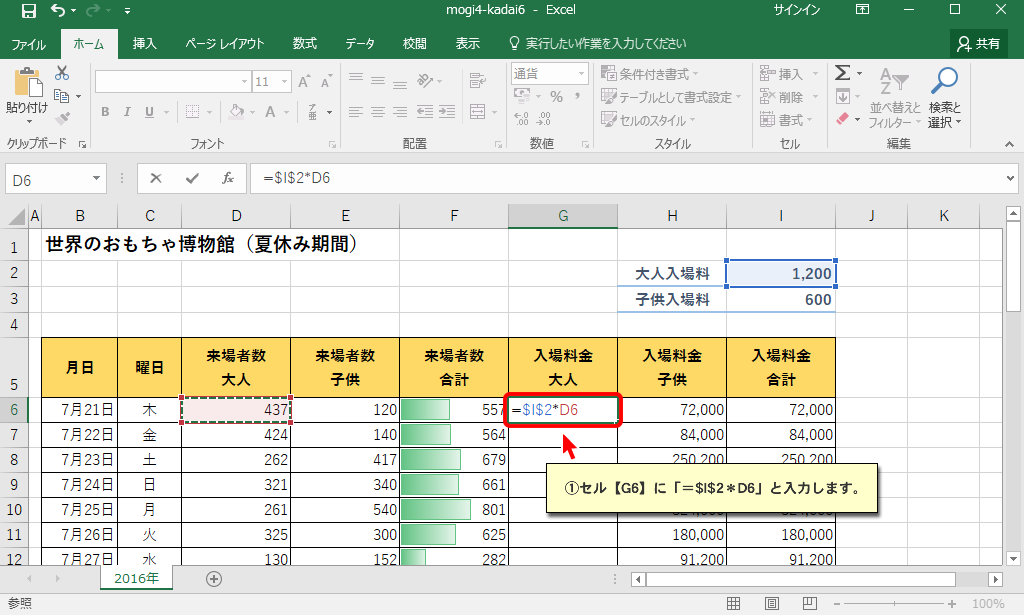 mogi4-kadai6 - Excel サインイン
ファイル ホーム 挿入 ページ レイアウト 数式 データ 校閲 表示 実行したい作業を入力してください 共有
貼り付け
クリップボード
11 A A
B I U A 亜
フォント
配置
通貨
% ,
数値
条件付き書式
テーブルとして書式設定
セルのスタイル
スタイル
挿入
削除
書式
セル
Σ
並べ替えと
フィルター
検索と
選択
編集
D6 fx =$I$2*D6
A B C D E F G H I J K
1 世界のおもちゃ博物館（夏休み期間）
2 大人入場料 1,200
3 子供入場料 600
4
5 月日 曜日 来場者数 大人 来場者数 子供 来場者数 合計 入場料金 大人 入場料金 子供 入場料金 合計
6 7月21日 木 437 120 557 =$I$2*D6 72,000 72,000
7 7月22日 金 424 140 564 84,000 84,000
8 7月23日 土 262 417 679 250,200 250,200
9 7月24日 日 321 340 661
①セル【G6】に「＝$I$2＊D6」と入力します。
10 7月25日 月 261 540 801
11 7月26日 火 325 300 625 180,000 180,000
12 7月27日 水 130 152 282 91,200 91,200
2016年
参照 100%